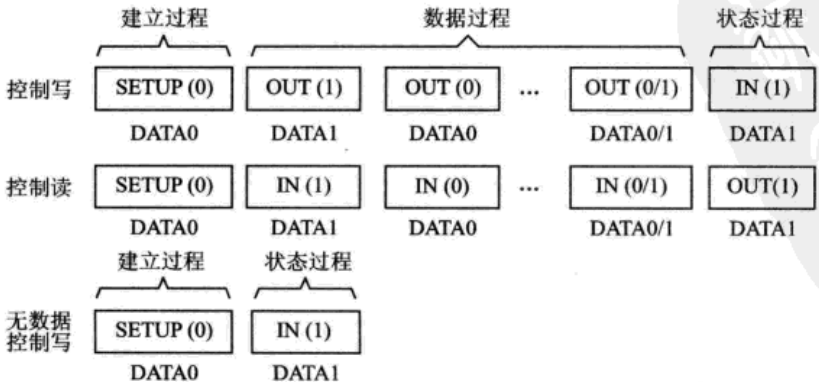 建立过程 数据过程 状态过程
控制写 SETUP (0) OUT (1) OUT (0) ... OUT (0/1) IN (1)
DATA0 DATA1 DATA0 DATA0/1 DATA1
控制读 SETUP (0) IN (1) IN (0) ... IN (0/1) OUT(1)
DATA0 DATA1 DATA0 DATA0/1 DATA1
建立过程 状态过程
无数据
控制写 SETUP (0) IN (1)
DATA0 DATA1